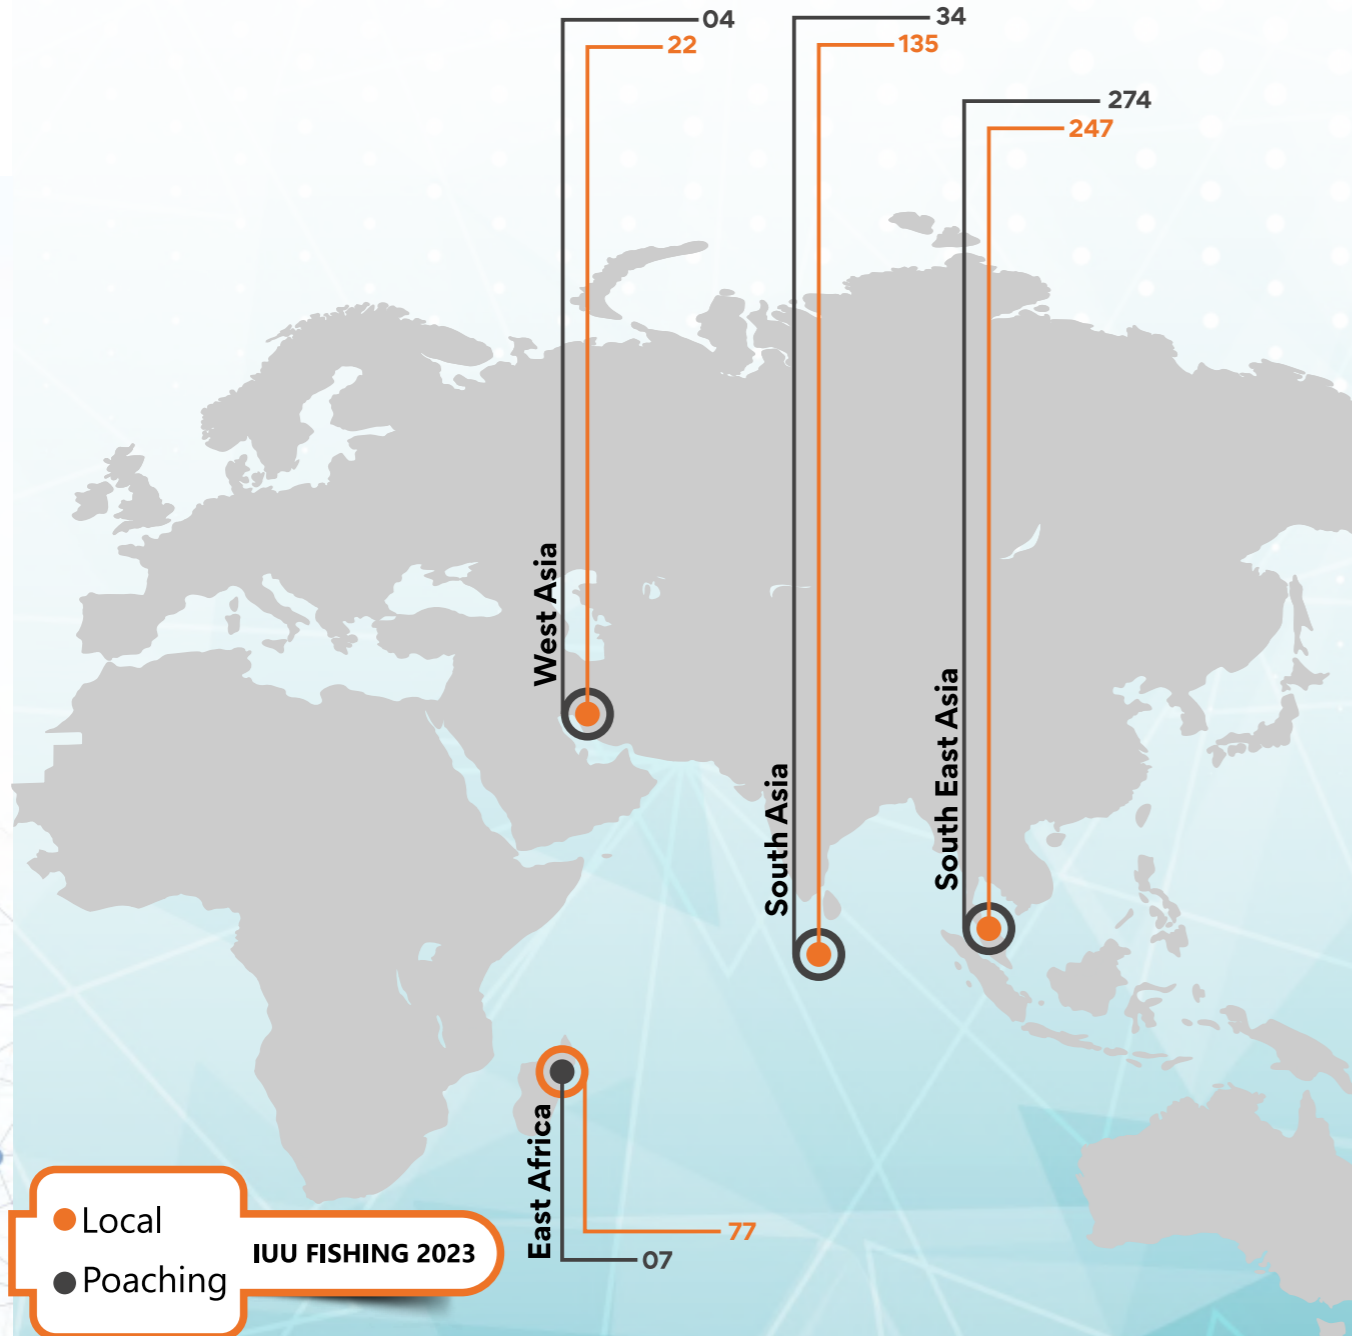 04
22
34
135
274
247
West Asia
South Asia
South East Asia
East Africa
77
07
Local
Poaching
IUU FISHING 2023